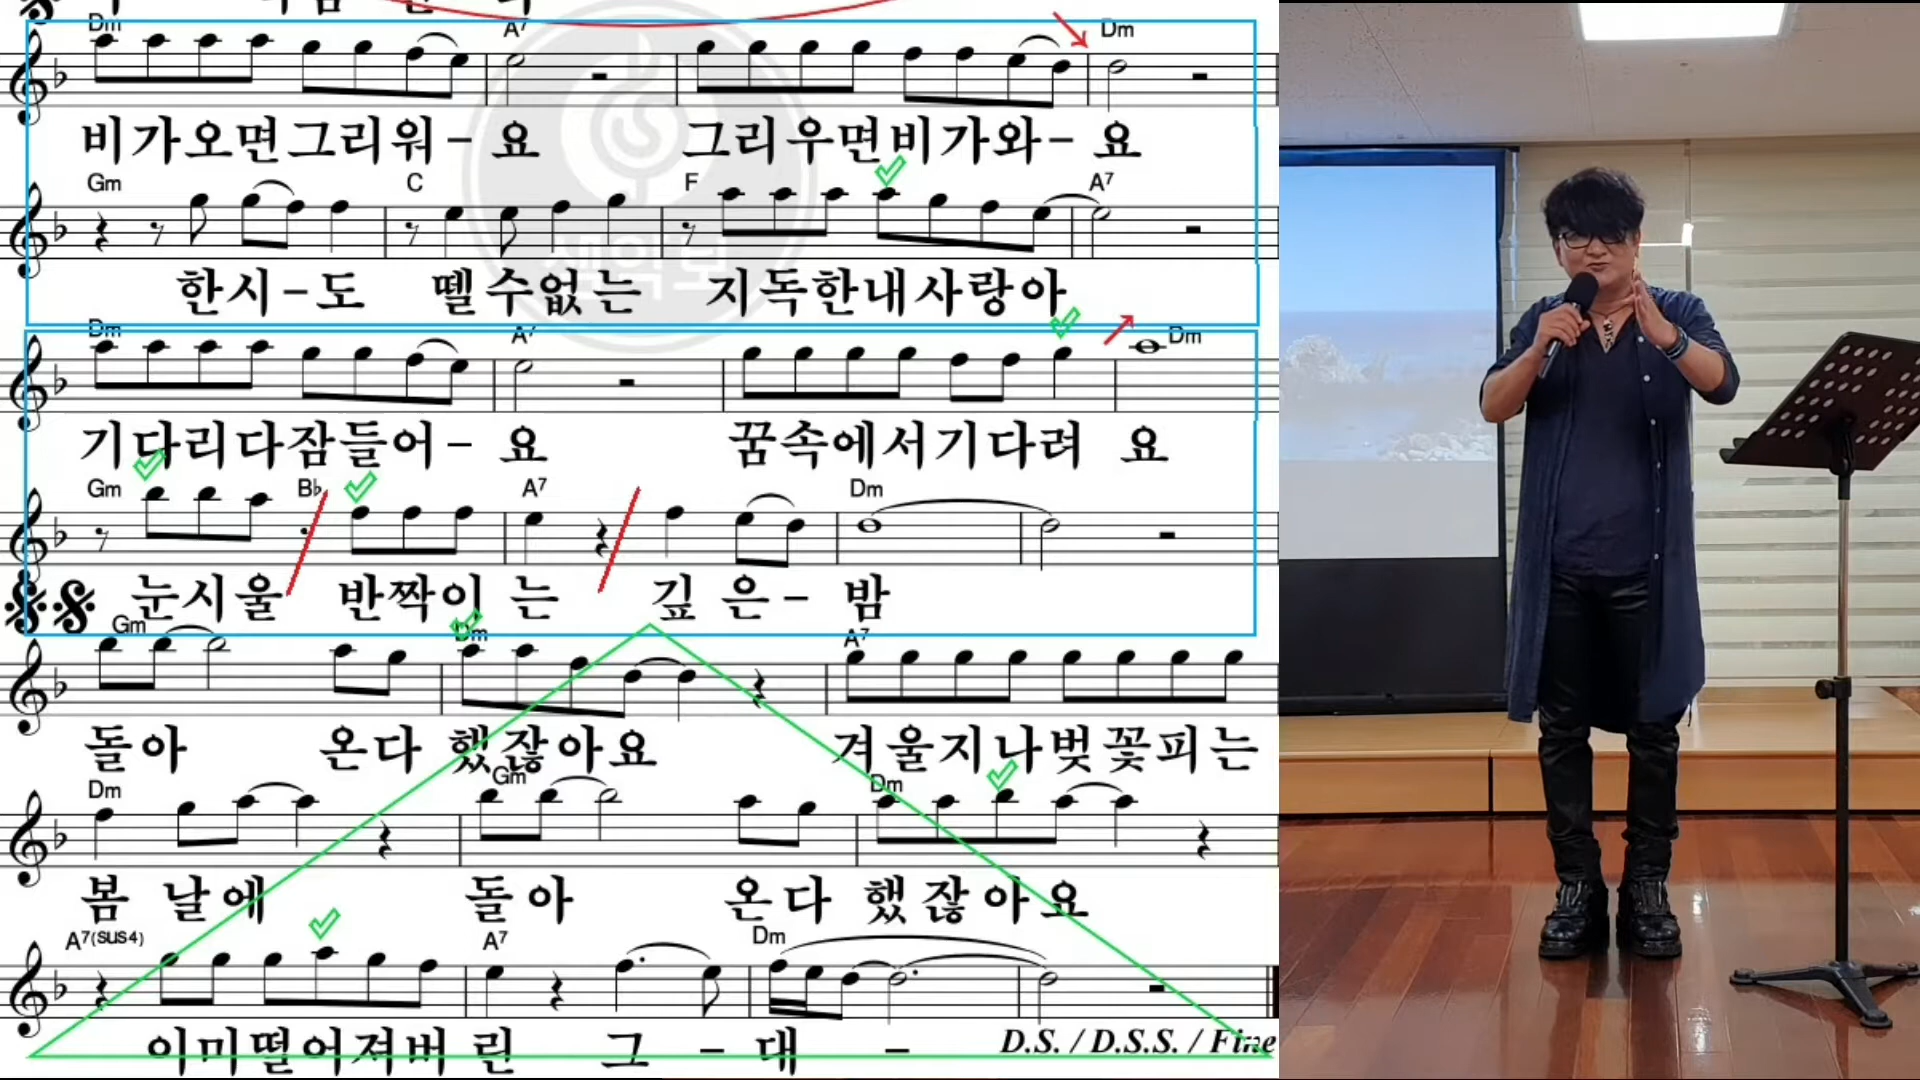 Dm A7 Dm
비가오면그리워- 요 그리우면비가와- 요
Gm C F A7
한시-도 뗄수없는 지독한내사랑아
Dm A7 Dm
기다리다잠들어- 요 꿈속에서기다려 요
Gm B♭ A7 Dm
눈시울 반짝이 는 깊 은- 밤
Gm Dm A7
돌아 온다 했잖아요 겨울지나벚꽃피는
Dm Gm Dm
봄 날에 돌아 온다 했잖아요
A7(SUS4) A7 Dm
이미떨어져버 린 그 - 대 -
D.S. / D.S.S. / Fine